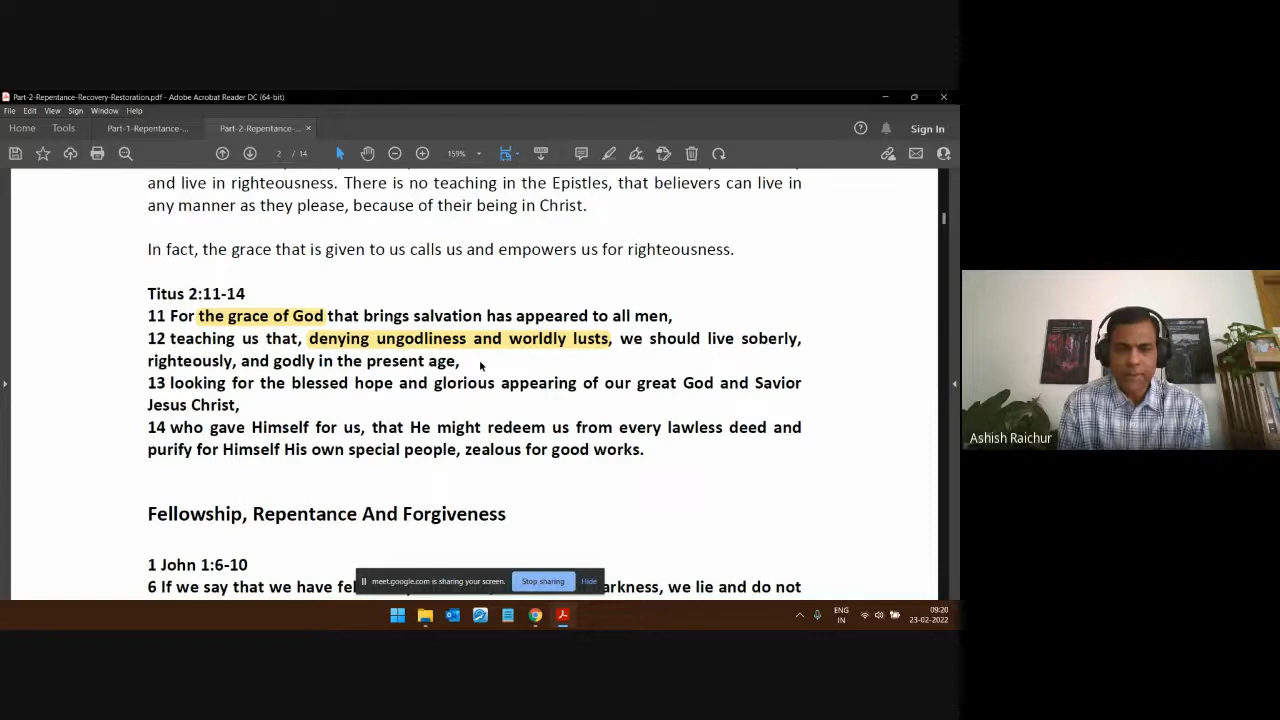 Part-2-Repentance-Recovery-Restoration.pdf - Adobe Acrobat Reader DC (64-bit)
File Edit View Sign Window Help
Home Tools Part-1-Repentance-... Part-2-Repentance-... × Sign In
2 / 14 159%
and live in righteousness. There is no teaching in the Epistles, that believers can live in
any manner as they please, because of their being in Christ.
In fact, the grace that is given to us calls us and empowers us for righteousness.
Titus 2:11-14
11 For the grace of God that brings salvation has appeared to all men,
12 teaching us that, denying ungodliness and worldly lusts, we should live soberly,
righteously, and godly in the present age,
13 looking for the blessed hope and glorious appearing of our great God and Savior
Jesus Christ,
14 who gave Himself for us, that He might redeem us from every lawless deed and
purify for Himself His own special people, zealous for good works.
Fellowship, Repentance And Forgiveness
1 John 1:6-10
6 If we say that we have fel arkness, we lie and do not
meet.google.com is sharing your screen. Stop sharing Hide
ENG
IN
09:20
23-02-2022
Ashish Raichur